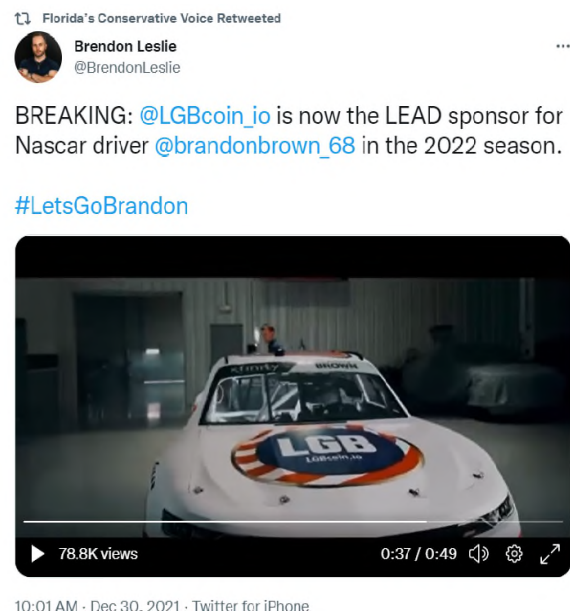 Florida's Conservative Voice Retweeted
Brendon Leslie
@BrendonLeslie
BREAKING: @LGBcoin_io is now the LEAD sponsor for
Nascar driver @brandonbrown_68 in the 2022 season.
#LetsGoBrandon
xfinity BROWN
LGB
LGBcoin.io
78.8K views 0:37 / 0:49
10:01 AM · Dec 30, 2021 · Twitter for iPhone